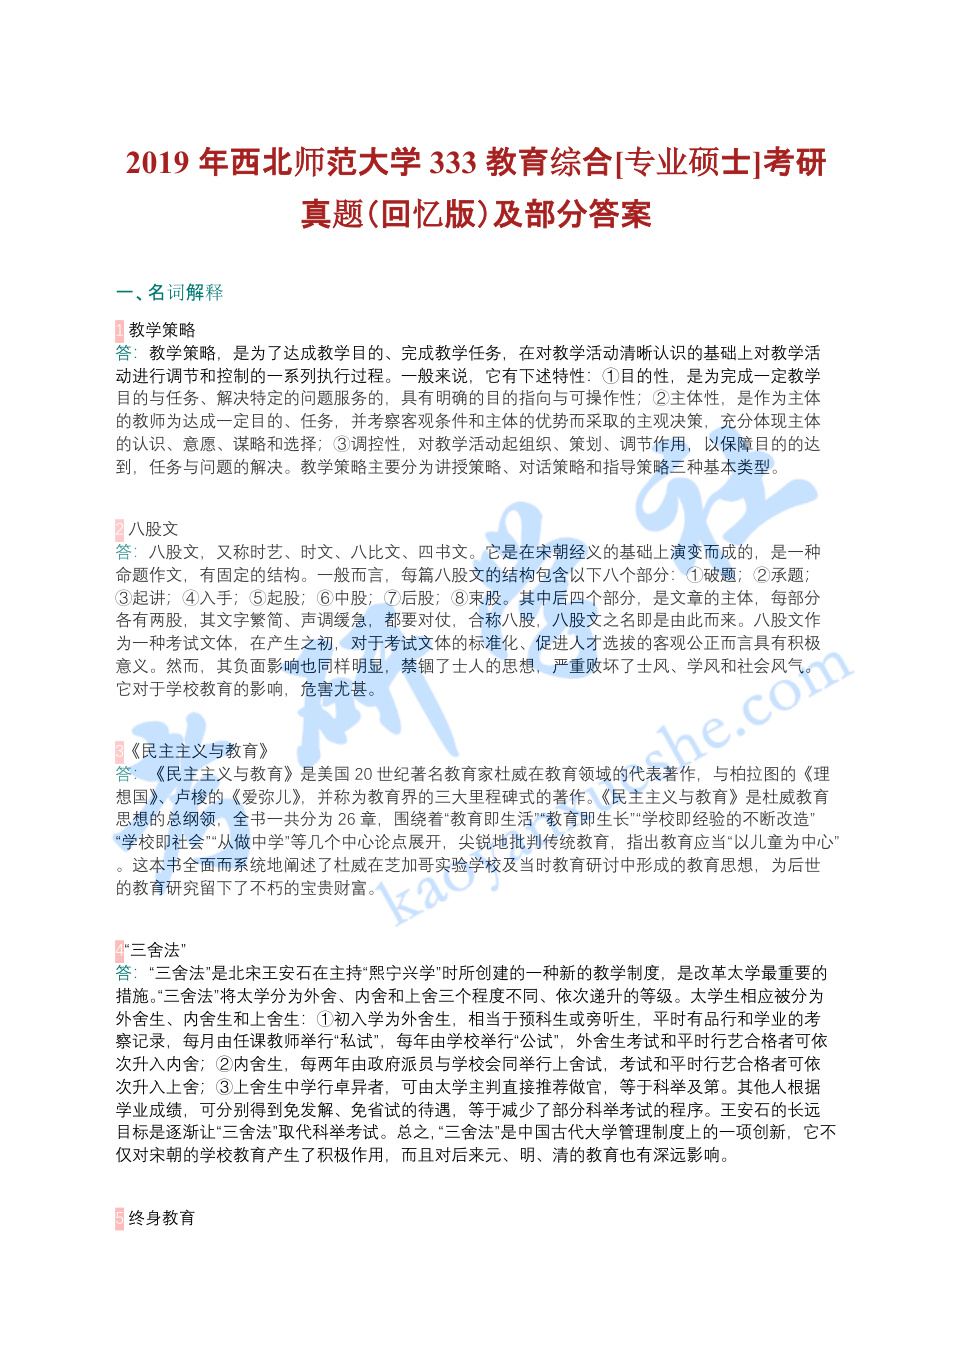 2019 年西北师范大学 333 教育综合[专业硕士]考研
真题（回忆版）及部分答案
一、名词解释
1 教学策略
答：教学策略，是为了达成教学目的、完成教学任务，在对教学活动清晰认识的基础上对教学活
动进行调节和控制的一系列执行过程。一般来说，它有下述特性：①目的性，是为完成一定教学
目的与任务、解决特定的问题服务的，具有明确的目的指向与可操作性；②主体性，是作为主体
的教师为达成一定目的、任务，并考察客观条件和主体的优势而采取的主观决策，充分体现主体
的认识、意愿、谋略和选择；③调控性，对教学活动起组织、策划、调节作用，以保障目的的达
到，任务与问题的解决。教学策略主要分为讲授策略、对话策略和指导策略三种基本类型。
2 八股文
答：八股文，又称时艺、时文、八比文、四书文。它是在宋朝经义的基础上演变而成的，是一种
命题作文，有固定的结构。一般而言，每篇八股文的结构包含以下八个部分：①破题；②承题；
③起讲；④入手；⑤起股；⑥中股；⑦后股；⑧束股。其中后四个部分，是文章的主体，每部分
各有两股，其文字繁简、声调缓急，都要对仗，合称八股，八股文之名即是由此而来。八股文作
为一种考试文体，在产生之初，对于考试文体的标准化、促进人才选拔的客观公正而言具有积极
意义。然而，其负面影响也同样明显，禁锢了士人的思想，严重败坏了士风、学风和社会风气。
它对于学校教育的影响，危害尤甚。
3《民主主义与教育》
答：《民主主义与教育》是美国 20 世纪著名教育家杜威在教育领域的代表著作，与柏拉图的《理
想国》、卢梭的《爱弥儿》，并称为教育界的三大里程碑式的著作。《民主主义与教育》是杜威教育
思想的总纲领，全书一共分为 26 章，围绕着“教育即生活”“教育即生长”“学校即经验的不断改造”
“学校即社会”“从做中学”等几个中心论点展开，尖锐地批判传统教育，指出教育应当“以儿童为中心”
。这本书全面而系统地阐述了杜威在芝加哥实验学校及当时教育研讨中形成的教育思想，为后世
的教育研究留下了不朽的宝贵财富。
4“三舍法”
答：“三舍法”是北宋王安石在主持“熙宁兴学”时所创建的一种新的教学制度，是改革太学最重要的
措施。“三舍法”将太学分为外舍、内舍和上舍三个程度不同、依次递升的等级。太学生相应被分为
外舍生、内舍生和上舍生：①初入学为外舍生，相当于预科生或旁听生，平时有品行和学业的考
察记录，每月由任课教师举行“私试”，每年由学校举行“公试”，外舍生考试和平时行艺合格者可依
次升入内舍；②内舍生，每两年由政府派员与学校会同举行上舍试，考试和平时行艺合格者可依
次升入上舍；③上舍生中学行卓异者，可由太学主判直接推荐做官，等于科举及第。其他人根据
学业成绩，可分别得到免发解、免省试的待遇，等于减少了部分科举考试的程序。王安石的长远
目标是逐渐让“三舍法”取代科举考试。总之，“三舍法”是中国古代大学管理制度上的一项创新，它不
仅对宋朝的学校教育产生了积极作用，而且对后来元、明、清的教育也有深远影响。
5 终身教育
考研学社
kaoyanxueshe.com